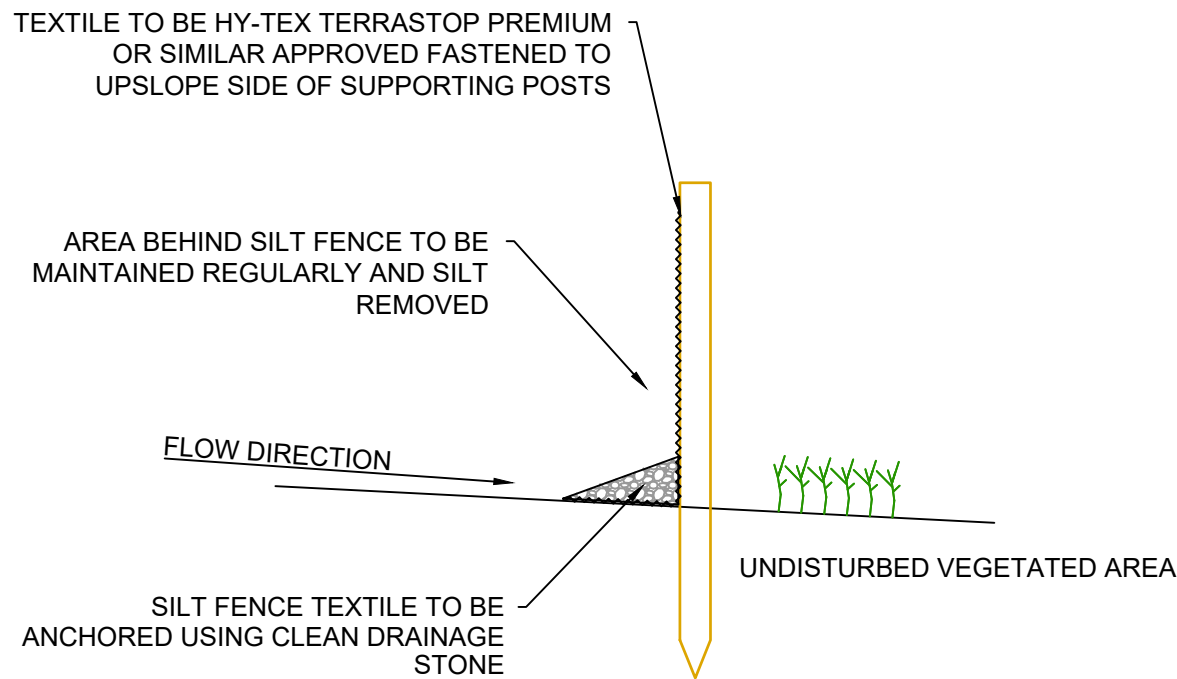 TEXTILE TO BE HY-TEX TERRASTOP PREMIUM
OR SIMILAR APPROVED FASTENED TO
UPSLOPE SIDE OF SUPPORTING POSTS
AREA BEHIND SILT FENCE TO BE
MAINTAINED REGULARLY AND SILT
REMOVED
FLOW DIRECTION
UNDISTURBED VEGETATED AREA
SILT FENCE TEXTILE TO BE
ANCHORED USING CLEAN DRAINAGE
STONE